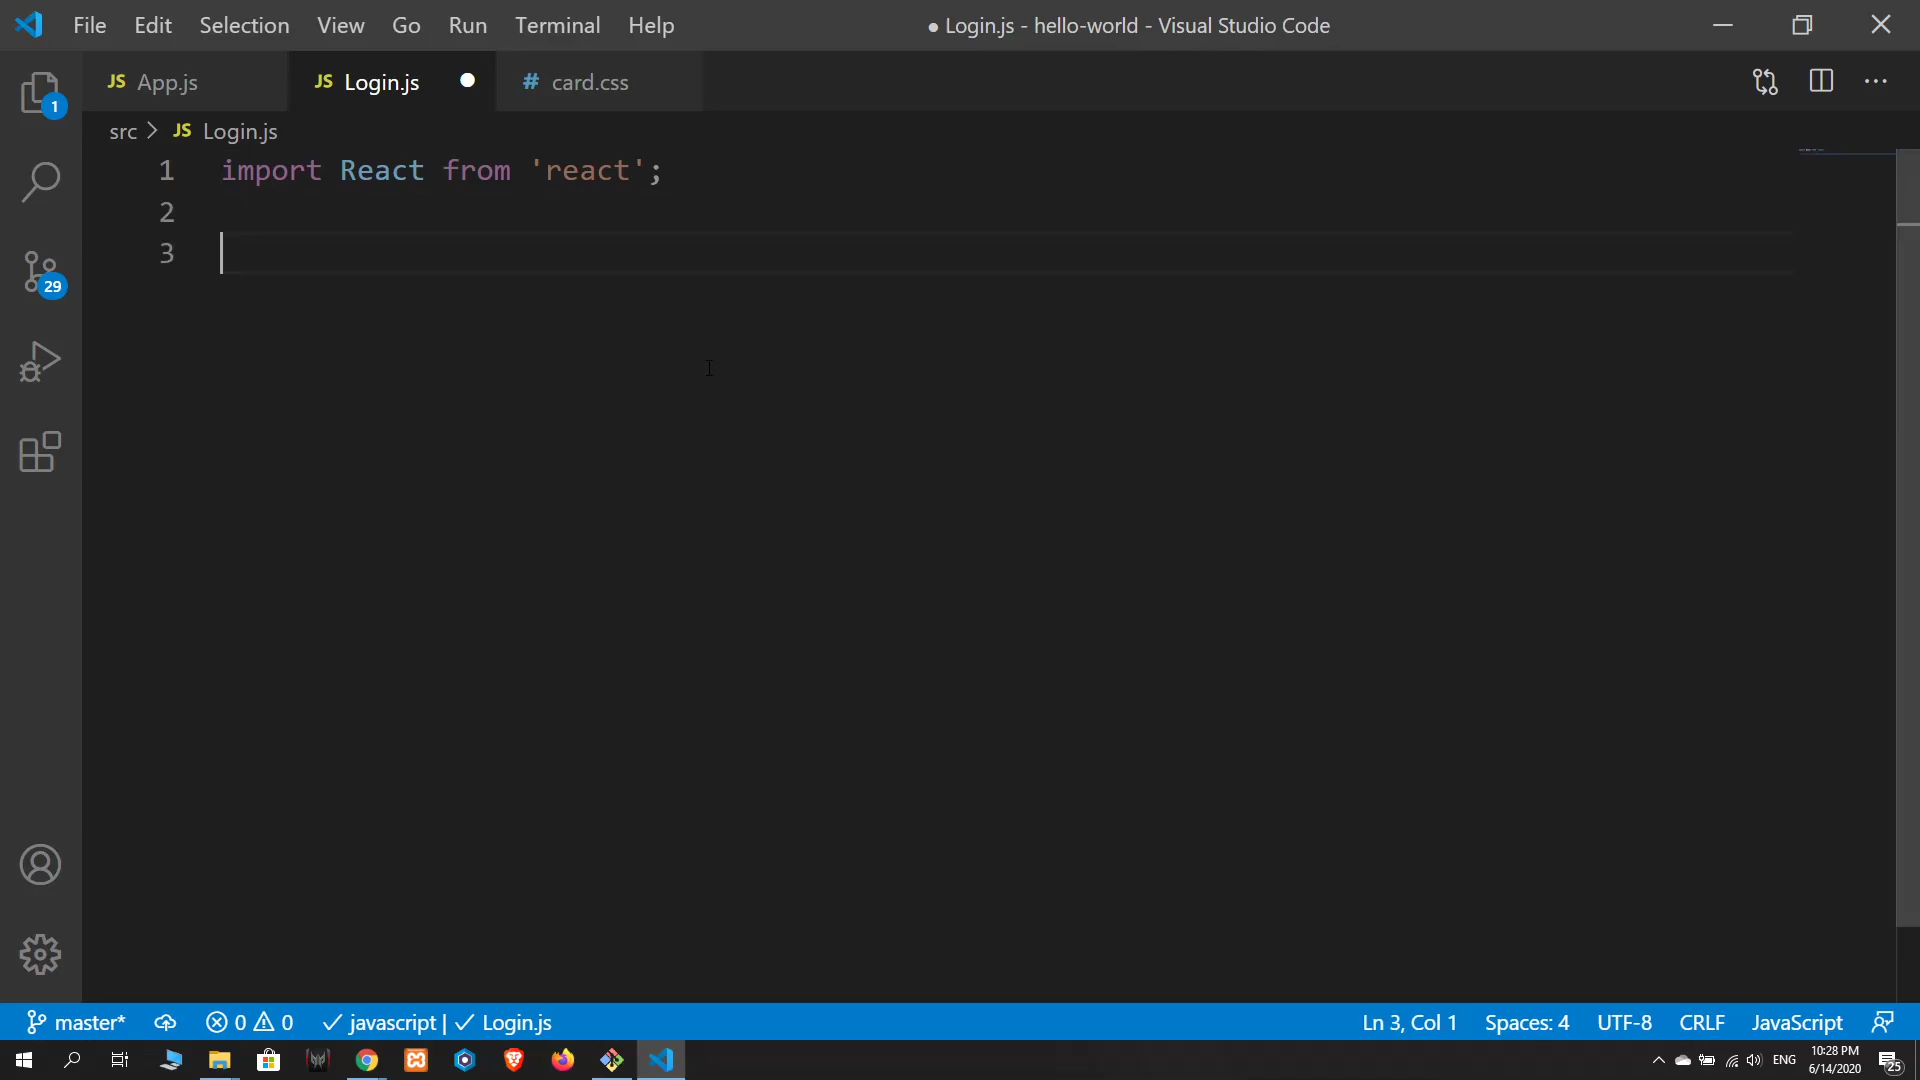 File Edit Selection View Go Run Terminal Help ● Login.js - hello-world - Visual Studio Code
JS App.js JS Login.js # card.css
1
src > JS Login.js
1 import React from 'react';
2
3
29
master* 0 0 javascript | Login.js Ln 3, Col 1 Spaces: 4 UTF-8 CRLF JavaScript
ENG 10:28 PM
6/14/2020 25